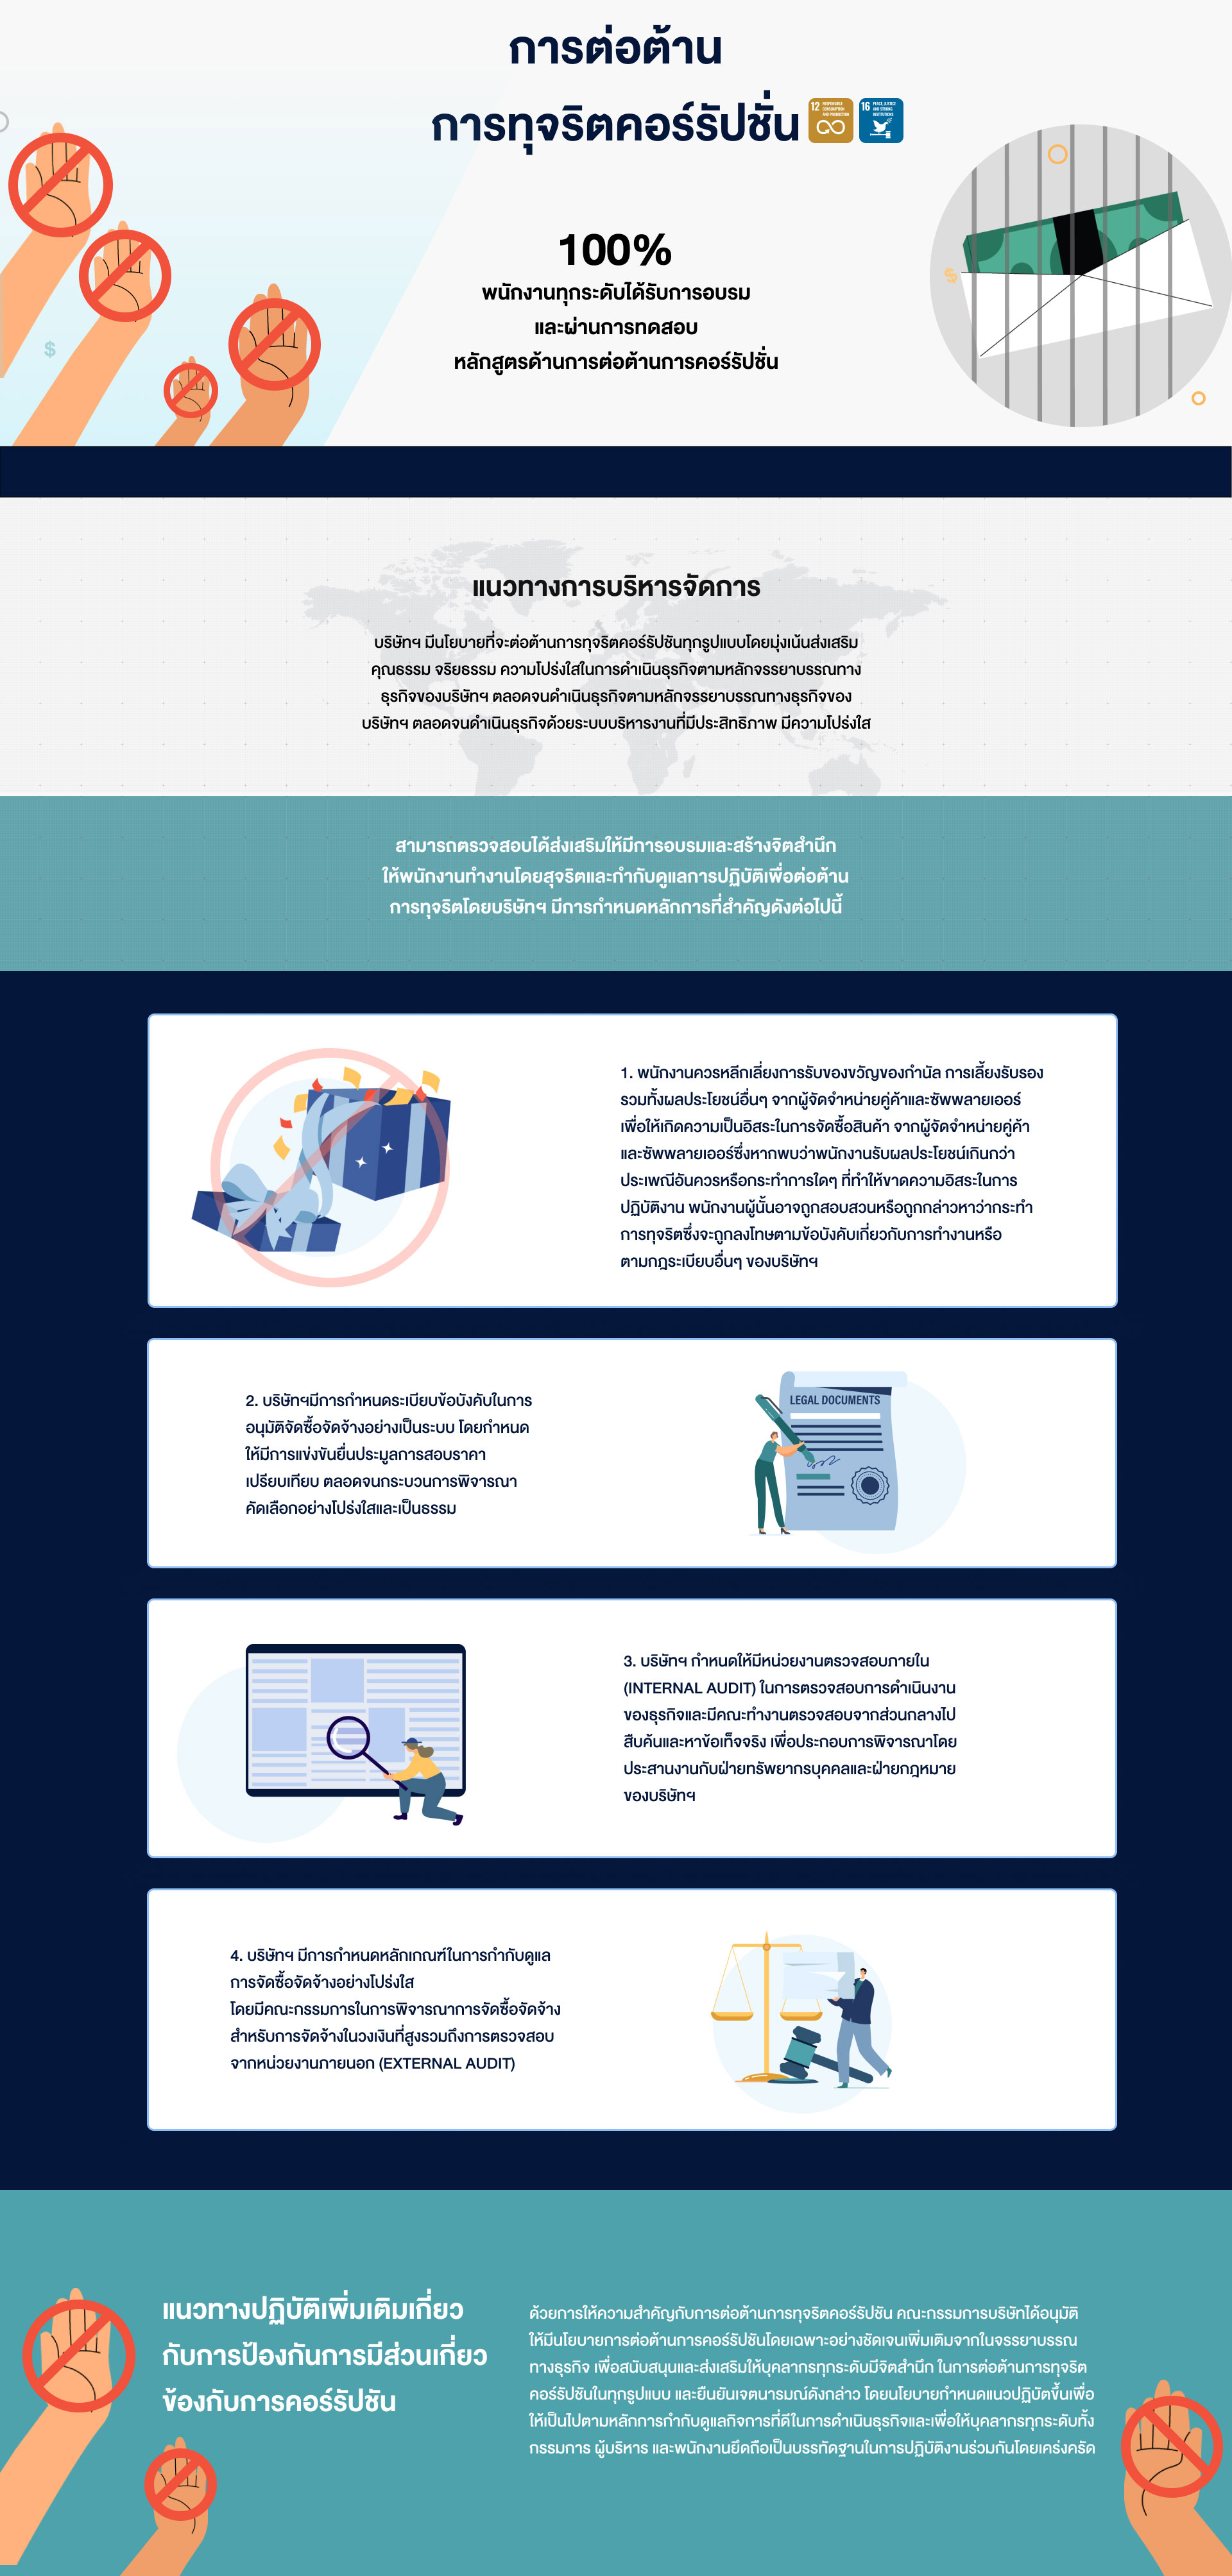 การต่อต้าน
การทุจริตคอร์รัปชั่น
12 RESPONSIBLE CONSUMPTION AND PRODUCTION
16 PEACE, JUSTICE AND STRONG INSTITUTIONS
100%
พนักงานทุกระดับได้รับการอบรม
และผ่านการทดสอบ
หลักสูตรด้านการต่อต้านการคอร์รัปชั่น
$
$
แนวทางการบริหารจัดการ
บริษัทฯ มีนโยบายที่จะต่อต้านการทุจริตคอร์รัปชันทุกรูปแบบโดยมุ่งเน้นส่งเสริม
คุณธรรม จริยธรรม ความโปร่งใสในการดำเนินธุรกิจตามหลักจรรยาบรรณทาง
ธุรกิจของบริษัทฯ ตลอดจนดำเนินธุรกิจตามหลักจรรยาบรรณทางธุรกิจของ
บริษัทฯ ตลอดจนดำเนินธุรกิจด้วยระบบบริหารงานที่มีประสิทธิภาพ มีความโปร่งใส
สามารถตรวจสอบได้ส่งเสริมให้มีการอบรมและสร้างจิตสำนึก
ให้พนักงานทำงานโดยสุจริตและกำกับดูแลการปฏิบัติเพื่อต่อต้าน
การทุจริตโดยบริษัทฯ มีการกำหนดหลักการที่สำคัญดังต่อไปนี้
1. พนักงานควรหลีกเลี่ยงการรับของขวัญของกำนัล การเลี้ยงรับรอง
รวมทั้งผลประโยชน์อื่นๆ จากผู้จัดจำหน่ายคู่ค้าและซัพพลายเออร์
เพื่อให้เกิดความเป็นอิสระในการจัดซื้อสินค้า จากผู้จัดจำหน่ายคู่ค้า
และซัพพลายเออร์ซึ่งหากพบว่าพนักงานรับผลประโยชน์เกินกว่า
ประเพณีอันควรหรือกระทำการใดๆ ที่ทำให้ขาดความอิสระในการ
ปฏิบัติงาน พนักงานผู้นั้นอาจถูกสอบสวนหรือถูกกล่าวหาว่ากระทำ
การทุจริตซึ่งจะถูกลงโทษตามข้อบังคับเกี่ยวกับการทำงานหรือ
ตามกฎระเบียบอื่นๆ ของบริษัทฯ
2. บริษัทฯมีการกำหนดระเบียบข้อบังคับในการ
อนุมัติจัดซื้อจัดจ้างอย่างเป็นระบบ โดยกำหนด
ให้มีการแข่งขันยื่นประมูลการสอบราคา
เปรียบเทียบ ตลอดจนกระบวนการพิจารณา
คัดเลือกอย่างโปร่งใสและเป็นธรรม
LEGAL DOCUMENTS
3. บริษัทฯ กำหนดให้มีหน่วยงานตรวจสอบภายใน
(INTERNAL AUDIT) ในการตรวจสอบการดำเนินงาน
ของธุรกิจและมีคณะทำงานตรวจสอบจากส่วนกลางไป
สืบค้นและหาข้อเท็จจริง เพื่อประกอบการพิจารณาโดย
ประสานงานกับฝ่ายทรัพยากรบุคคลและฝ่ายกฎหมาย
ของบริษัทฯ
4. บริษัทฯ มีการกำหนดหลักเกณฑ์ในการกำกับดูแล
การจัดซื้อจัดจ้างอย่างโปร่งใส
โดยมีคณะกรรมการในการพิจารณาการจัดซื้อจัดจ้าง
สำหรับการจัดจ้างในวงเงินที่สูงรวมถึงการตรวจสอบ
จากหน่วยงานภายนอก (EXTERNAL AUDIT)
แนวทางปฏิบัติเพิ่มเติมเกี่ยว
กับการป้องกันการมีส่วนเกี่ยว
ข้องกับการคอร์รัปชัน
ด้วยการให้ความสำคัญกับการต่อต้านการทุจริตคอร์รัปชัน คณะกรรมการบริษัทได้อนุมัติ
ให้มีนโยบายการต่อต้านการคอร์รัปชันโดยเฉพาะอย่างชัดเจนเพิ่มเติมจากในจรรยาบรรณ
ทางธุรกิจ เพื่อสนับสนุนและส่งเสริมให้บุคลากรทุกระดับมีจิตสำนึก ในการต่อต้านการทุจริต
คอร์รัปชันในทุกรูปแบบ และยืนยันเจตนารมณ์ดังกล่าว โดยนโยบายกำหนดแนวปฏิบัตขึ้นเพื่อ
ให้เป็นไปตามหลักการกำกับดูแลกิจการที่ดีในการดำเนินธุรกิจและเพื่อให้บุคลากรทุกระดับทั้ง
กรรมการ ผู้บริหาร และพนักงานยึดถือเป็นบรรทัดฐานในการปฏิบัติงานร่วมกันโดยเคร่งครัด